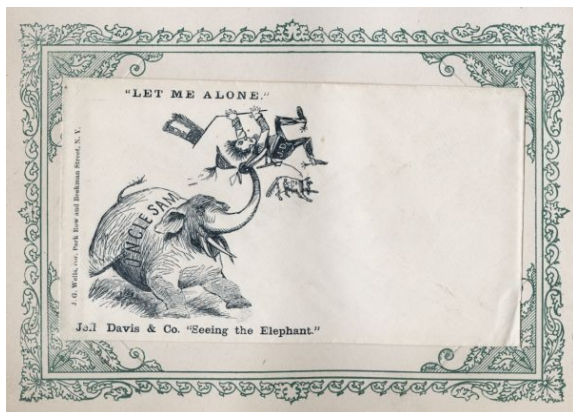 "LET ME ALONE."
UNCLE SAM
J. G. Wells, cor. Park Row and Beekman Street, N. Y.
Jeff Davis & Co. "Seeing the Elephant."